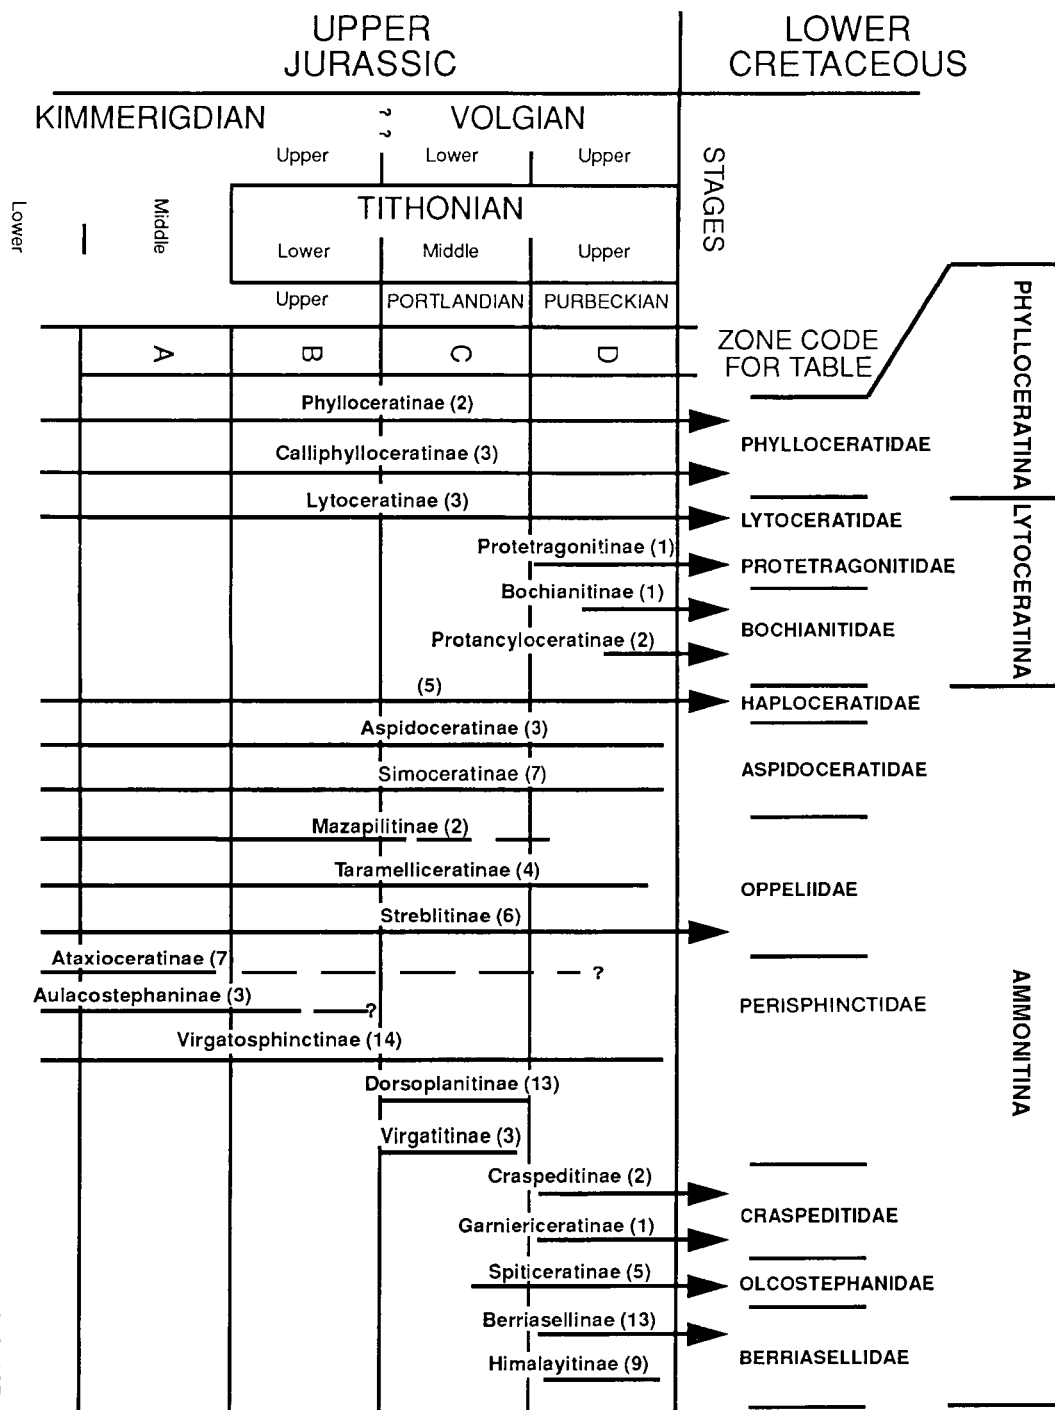 UPPER
JURASSIC
LOWER
CRETACEOUS
KIMMERIGDIAN
?
?
VOLGIAN
Upper
Lower
Upper
STAGES
Lower
Middle
TITHONIAN
Lower
Middle
Upper
Upper
PORTLANDIAN
PURBECKIAN
A
B
C
D
ZONE CODE
FOR TABLE
PHYLLOCERATINA
Phylloceratinae (2)
PHYLLOCERATIDAE
Calliphylloceratinae (3)
Lytoceratinae (3)
LYTOCERATIDAE
LYTOCERATINA
Protetragonitinae (1)
PROTETRAGONITIDAE
Bochianitinae (1)
BOCHIANITIDAE
Protancyloceratinae (2)
(5)
HAPLOCERATIDAE
Aspidoceratinae (3)
ASPIDOCERATIDAE
Simoceratinae (7)
Mazapilitinae (2)
Taramelliceratinae (4)
OPPELIIDAE
Streblitinae (6)
Ataxioceratinae (7)
?
Aulacostephaninae (3)
?
PERISPHINCTIDAE
AMMONITINA
Virgatosphinctinae (14)
Dorsoplanitinae (13)
Virgatitinae (3)
Craspeditinae (2)
CRASPEDITIDAE
Garniericeratinae (1)
Spiticeratinae (5)
OLCOSTEPHANIDAE
Berriasellinae (13)
BERRIASELLIDAE
Himalayitinae (9)